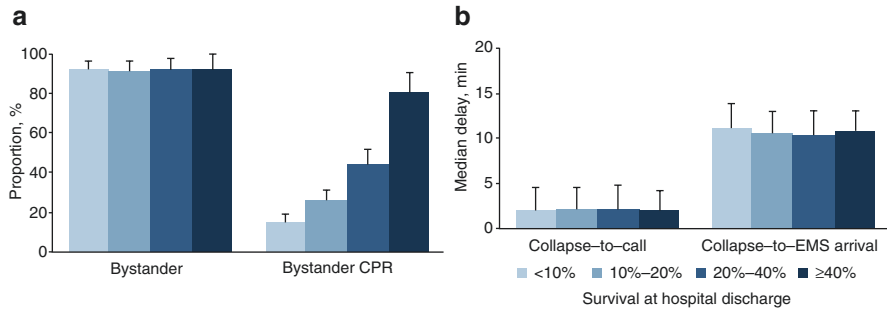 a
100
80
60
40
20
0
Proportion, %
Bystander
Bystander CPR
b
20
15
10
5
0
Median delay, min
Collapse–to–call
Collapse–to–EMS arrival
<10% 10%–20% 20%–40% ≥40%
Survival at hospital discharge